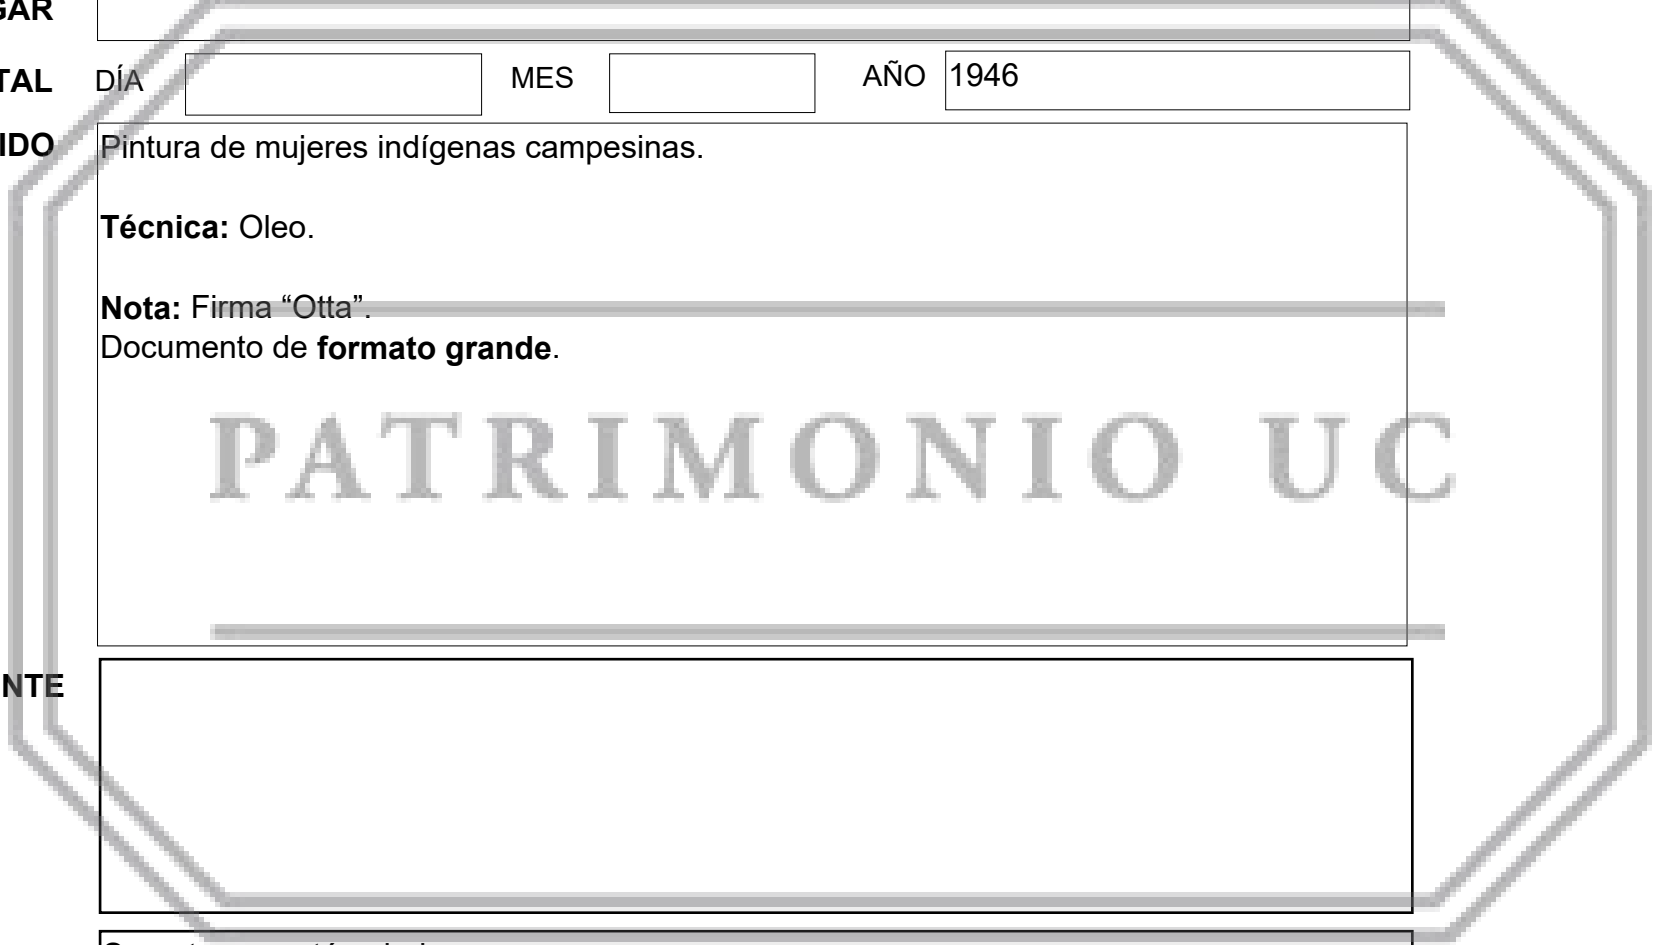 GAR
TAL DÍA MES AÑO 1946
IDO Pintura de mujeres indígenas campesinas.
Técnica: Oleo.
Nota: Firma “Otta”.
Documento de formato grande.
PATRIMONIO UC
NTE